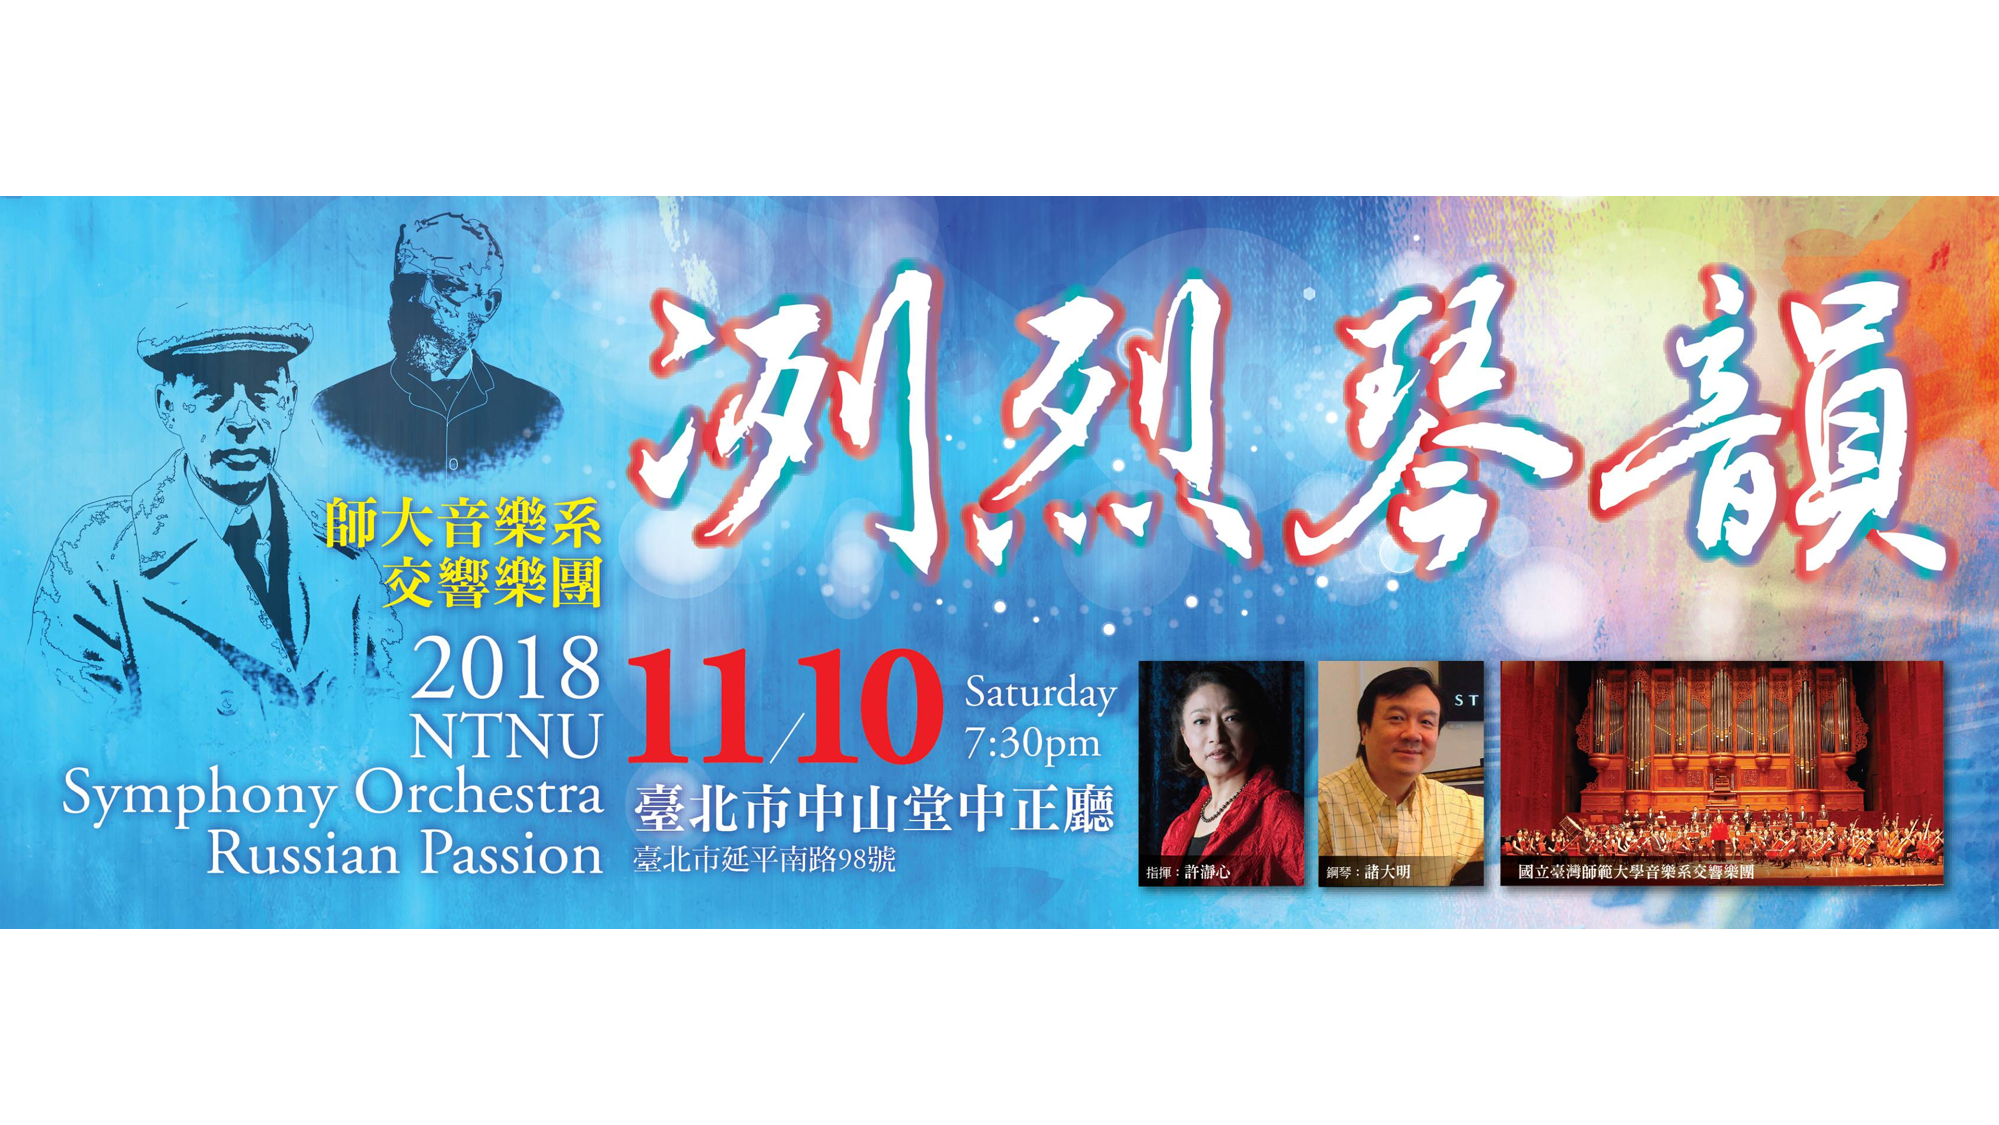 洌烈琴韻
師大音樂系
交響樂團
2018
NTNU
Symphony Orchestra
Russian Passion
11/10
Saturday
7:30pm
臺北市中山堂中正廳
臺北市延平南路98號
ST
指揮：許瀞心
鋼琴：諸大明
國立臺灣師範大學音樂系交響樂團